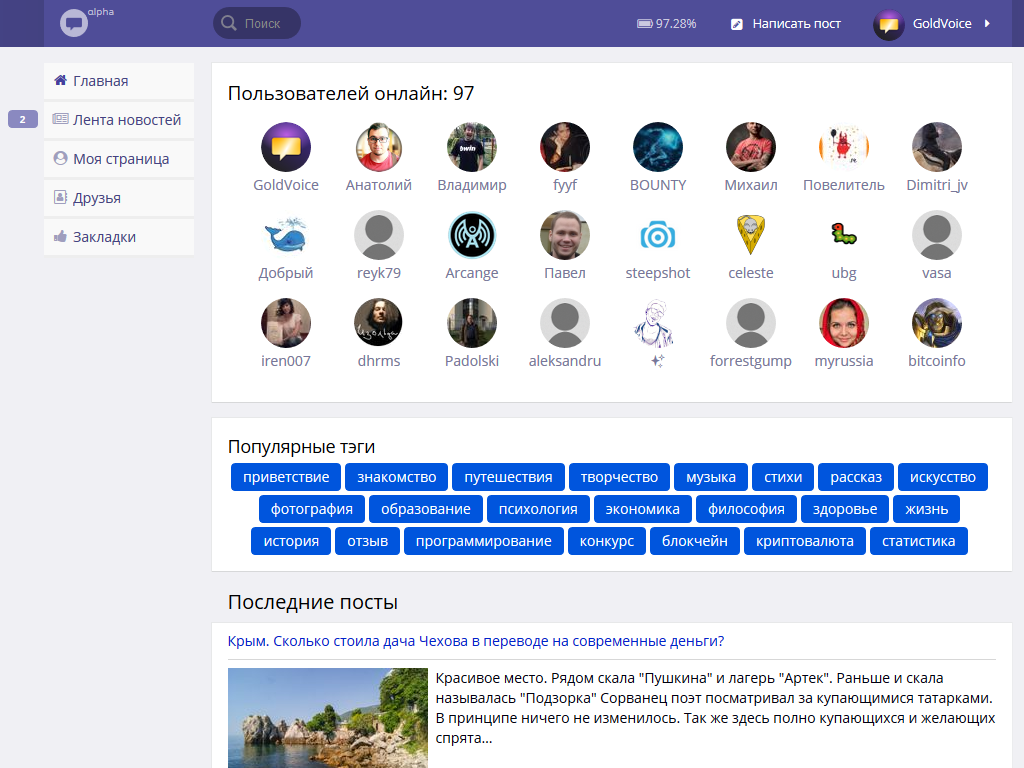 alpha
Поиск
97.28%
Написать пост
GoldVoice
Главная
2
Лента новостей
Моя страница
Друзья
Закладки
Пользователей онлайн: 97
GoldVoice Анатолий Владимир fyyf BOUNTY Михаил Повелитель Dimitri_jv
bwin
Добрый reyk79 Arcange Павел steepshot celeste ubg vasa
iren007 dhrms Padolski aleksandru forrestgump myrussia bitcoinfo
Популярные тэги
приветствие знакомство путешествия творчество музыка стихи рассказ искусство
фотография образование психология экономика философия здоровье жизнь
история отзыв программирование конкурс блокчейн криптовалюта статистика
Последние посты
Крым. Сколько стоила дача Чехова в переводе на современные деньги?
Красивое место. Рядом скала "Пушкина" и лагерь "Артек". Раньше и скала
называлась "Подзорка" Сорванец поэт посматривал за купающимися татарками.
В принципе ничего не изменилось. Так же здесь полно купающихся и желающих
спрята...